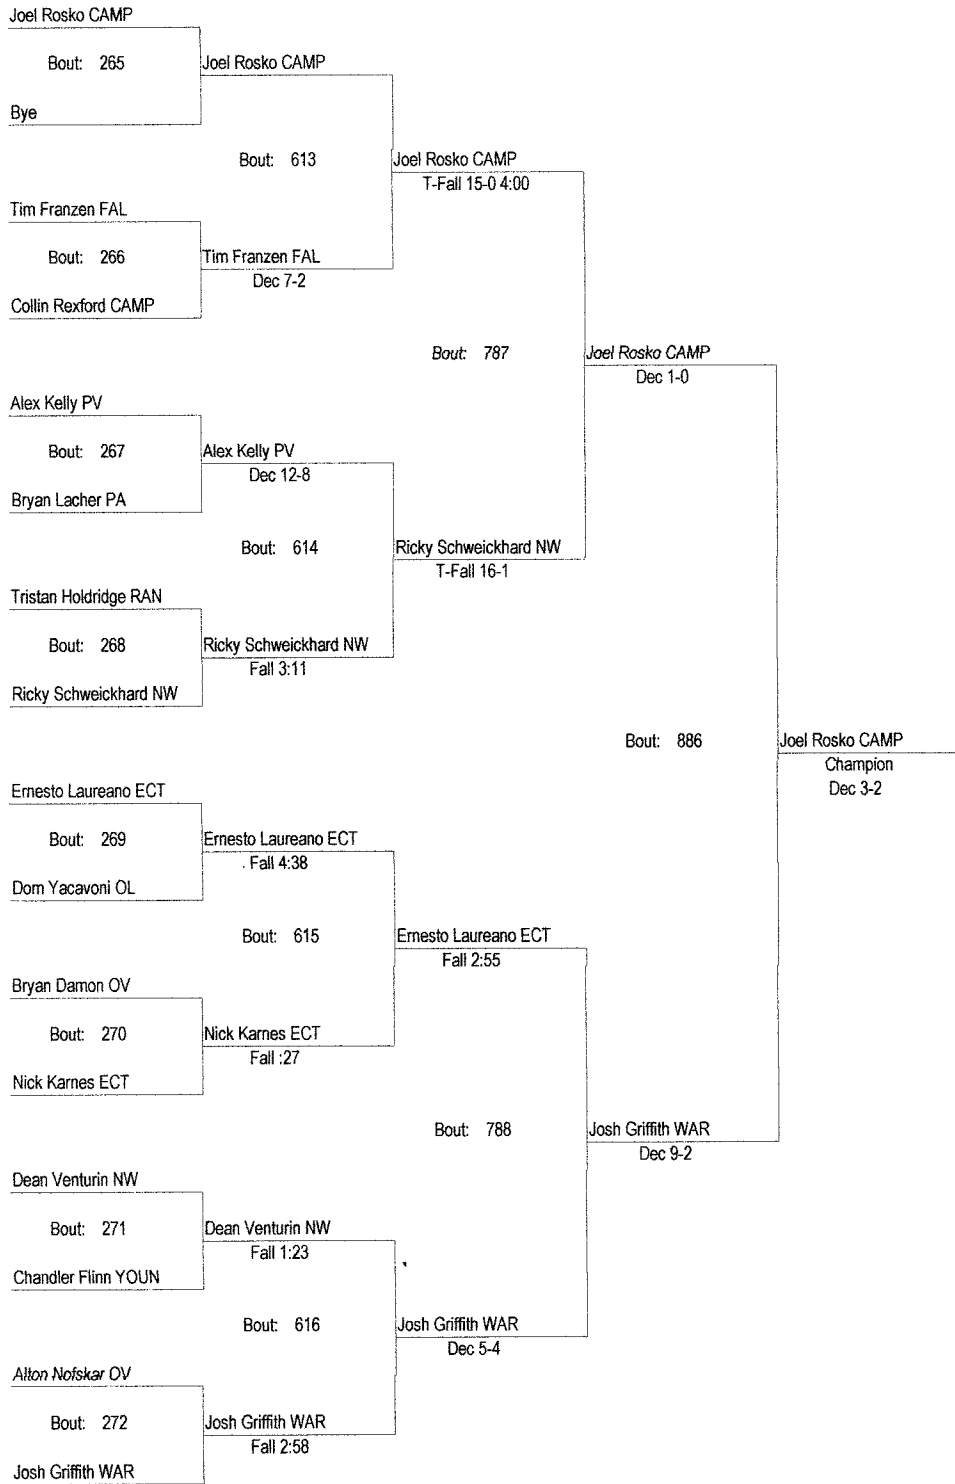 Joel Rosko CAMP
Bout: 265
Joel Rosko CAMP
Bye
Bout: 613
Joel Rosko CAMP
T-Fall 15-0 4:00
Tim Franzen FAL
Bout: 266
Tim Franzen FAL
Dec 7-2
Collin Rexford CAMP
Bout: 787
Joel Rosko CAMP
Dec 1-0
Alex Kelly PV
Bout: 267
Alex Kelly PV
Dec 12-8
Bryan Lacher PA
Bout: 614
Ricky Schweickhard NW
T-Fall 16-1
Tristan Holdridge RAN
Bout: 268
Ricky Schweickhard NW
Fall 3:11
Ricky Schweickhard NW
Bout: 886
Joel Rosko CAMP
Champion
Dec 3-2
Ernesto Laureano ECT
Bout: 269
Ernesto Laureano ECT
Fall 4:38
Dom Yacavoni OL
Bout: 615
Ernesto Laureano ECT
Fall 2:55
Bryan Damon OV
Bout: 270
Nick Karnes ECT
Fall :27
Nick Karnes ECT
Bout: 788
Josh Griffith WAR
Dec 9-2
Dean Venturin NW
Bout: 271
Dean Venturin NW
Fall 1:23
Chandler Flinn YOUN
Bout: 616
Josh Griffith WAR
Dec 5-4
Alton Nofskar OV
Bout: 272
Josh Griffith WAR
Fall 2:58
Josh Griffith WAR